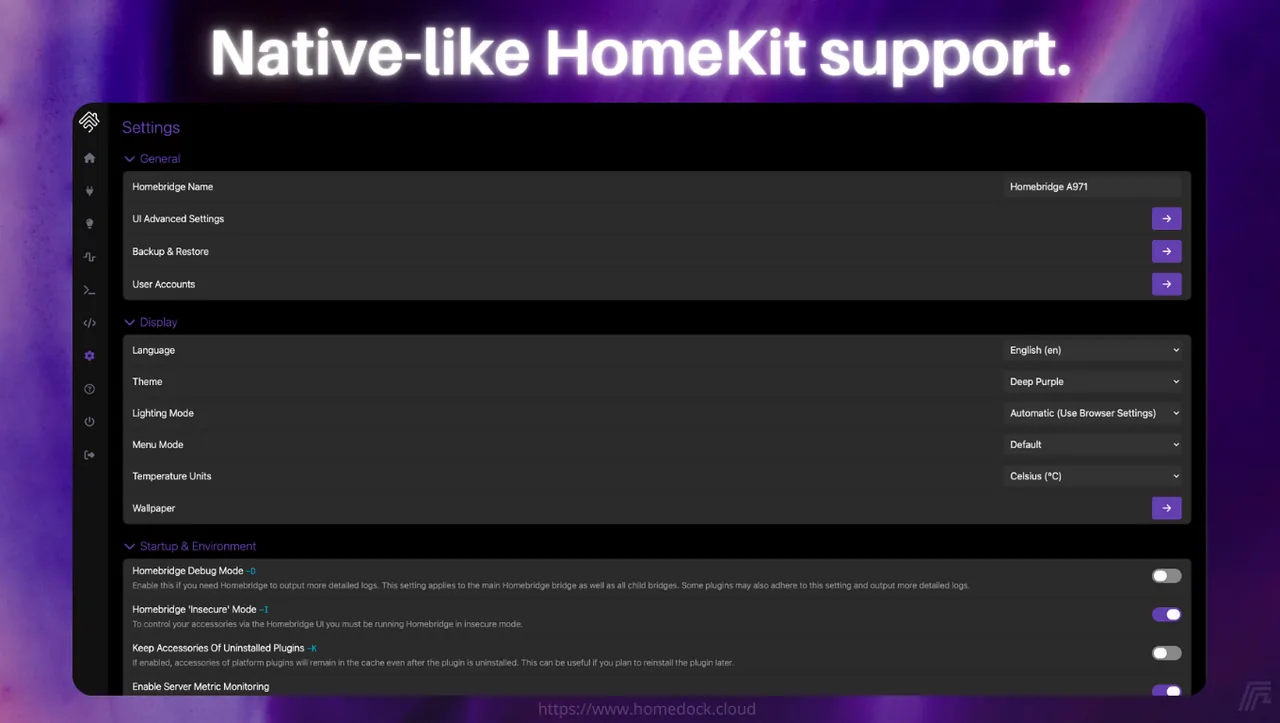 Native-like HomeKit support.
Settings
General
Homebridge Name
Homebridge A971
UI Advanced Settings
Backup & Restore
User Accounts
Display
Language
English (en)
Theme
Deep Purple
Lighting Mode
Automatic (Use Browser Settings)
Menu Mode
Default
Temperature Units
Celsius (°C)
Wallpaper
Startup & Environment
Homebridge Debug Mode -D
Enable this if you need Homebridge to output more detailed logs. This setting applies to the main Homebridge bridge as well as all child bridges. Some plugins may also adhere to this setting and output more detailed logs.
Homebridge 'Insecure' Mode -I
To control your accessories via the Homebridge UI you must be running Homebridge in insecure mode.
Keep Accessories Of Uninstalled Plugins -K
If enabled, accessories of platform plugins will remain in the cache even after the plugin is uninstalled. This can be useful if you plan to reinstall the plugin later.
Enable Server Metric Monitoring
https://www.homedock.cloud